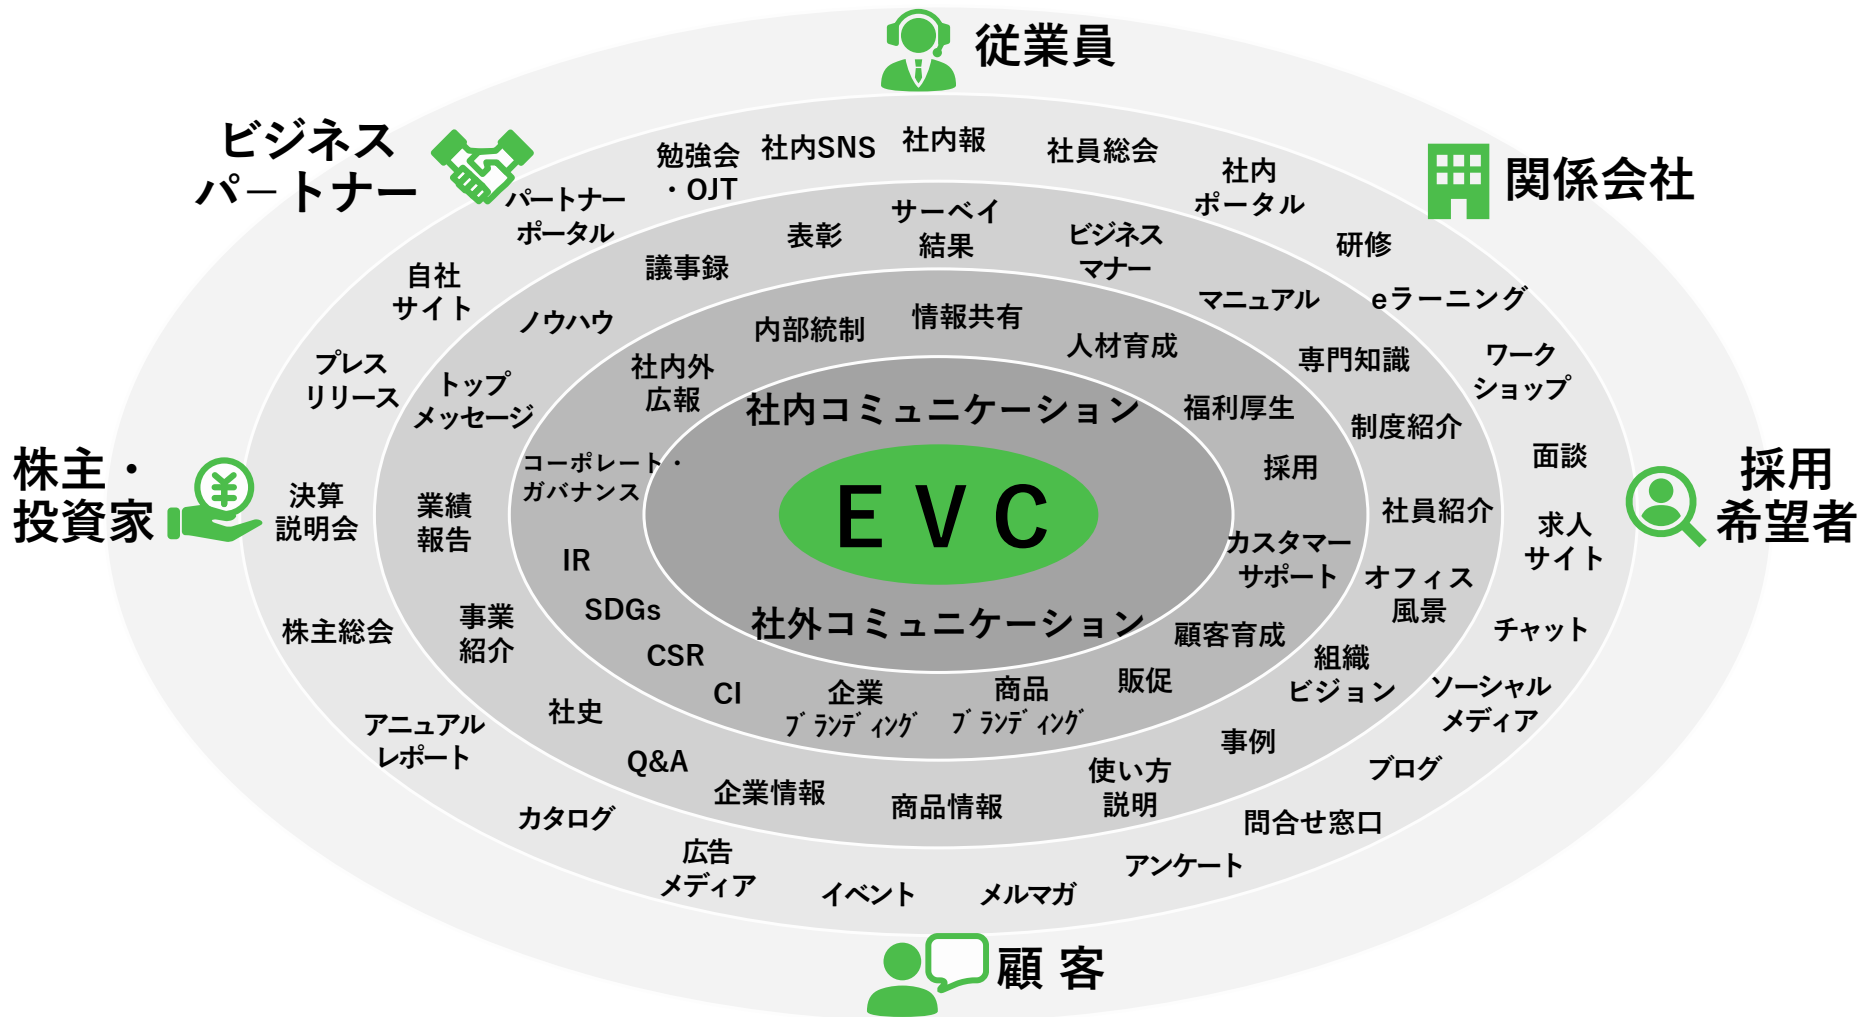 従業員
ビジネス
パートナー
関係会社
株主・
投資家
採用
希望者
顧 客
勉強会
・OJT
社内SNS
社内報
社員総会
社内
ポータル
研修
eラーニング
ワーク
ショップ
面談
求人
サイト
チャット
ソーシャル
メディア
ブログ
問合せ窓口
アンケート
メルマガ
イベント
広告
メディア
カタログ
アニュアル
レポート
株主総会
決算
説明会
プレス
リリース
自社
サイト
パートナー
ポータル
議事録
表彰
サーベイ
結果
ビジネス
マナー
マニュアル
専門知識
制度紹介
社員紹介
オフィス
風景
組織
ビジョン
事例
使い方
説明
商品情報
企業情報
Q&A
社史
事業
紹介
業績
報告
トップ
メッセージ
ノウハウ
社内外
広報
内部統制
情報共有
人材育成
福利厚生
採用
カスタマー
サポート
顧客育成
販促
商品
ブランディング
企業
ブランディング
CI
CSR
SDGs
IR
コーポレート・
ガバナンス
社内コミュニケーション
EVC
社外コミュニケーション